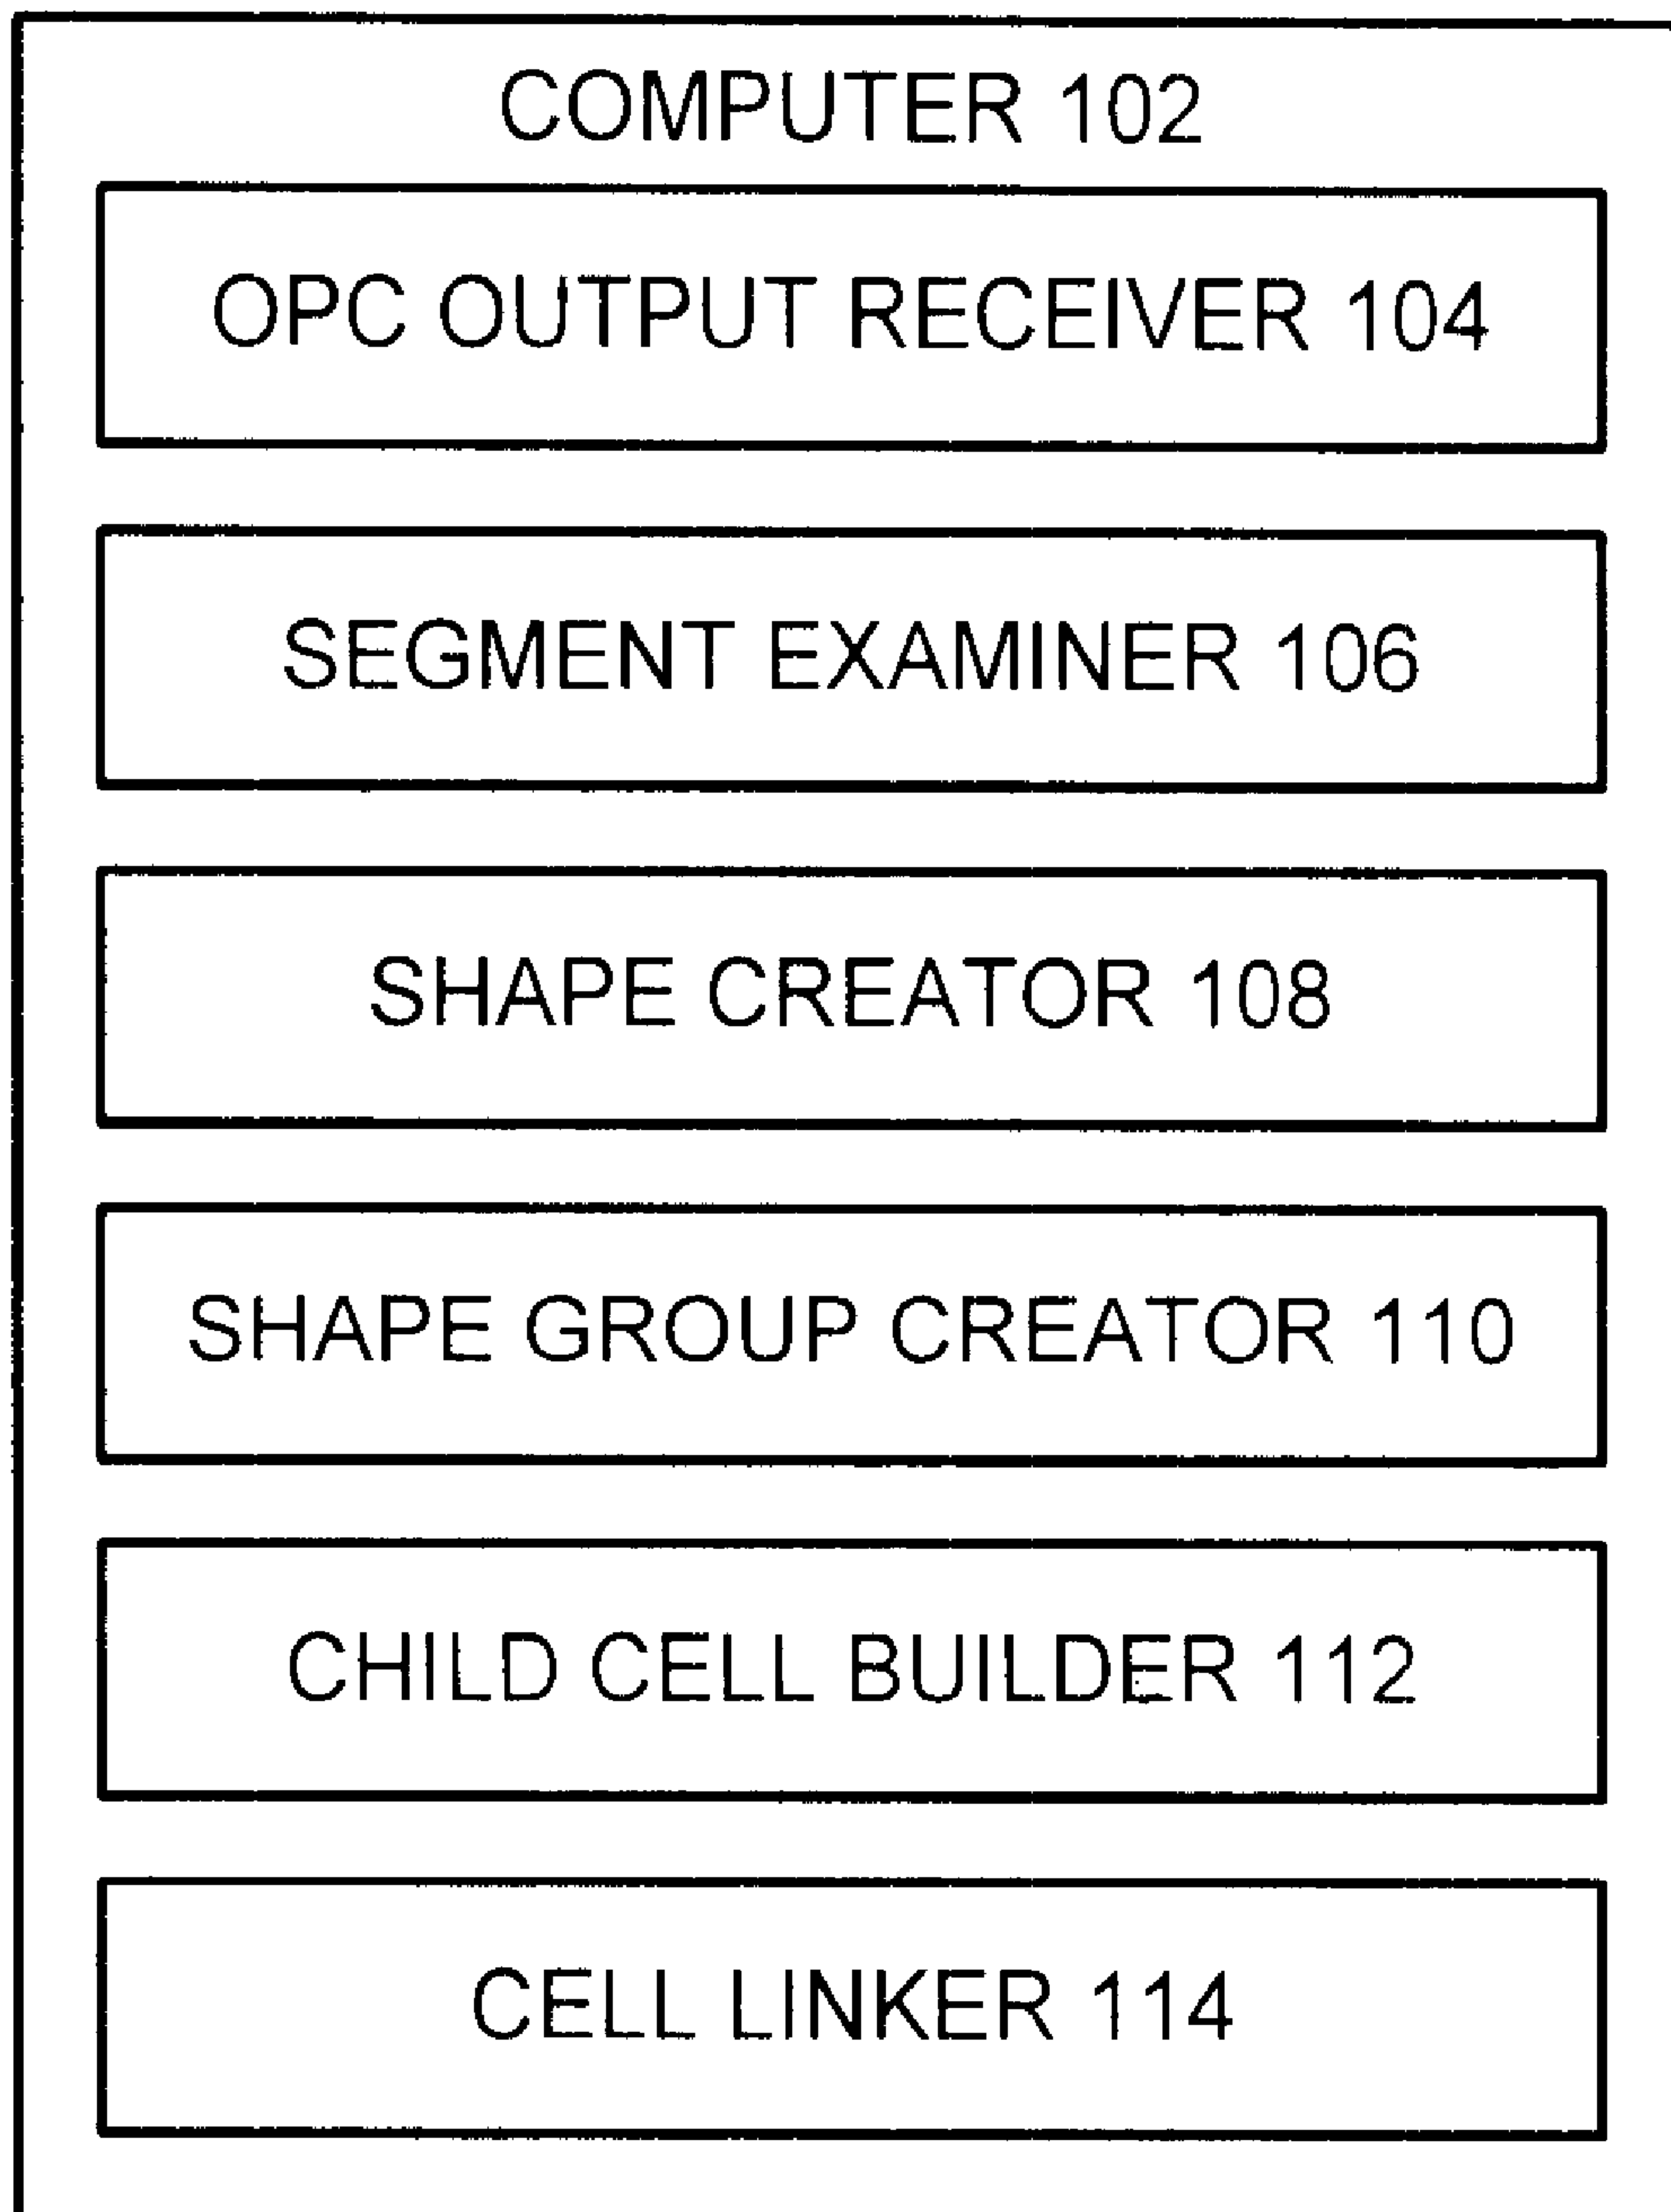 COMPUTER 102
OPC OUTPUT RECEIVER 104
SEGMENT EXAMINER 106
SHAPE CREATOR 108
SHAPE GROUP CREATOR 110
CHILD CELL BUILDER 112
CELL LINKER 114